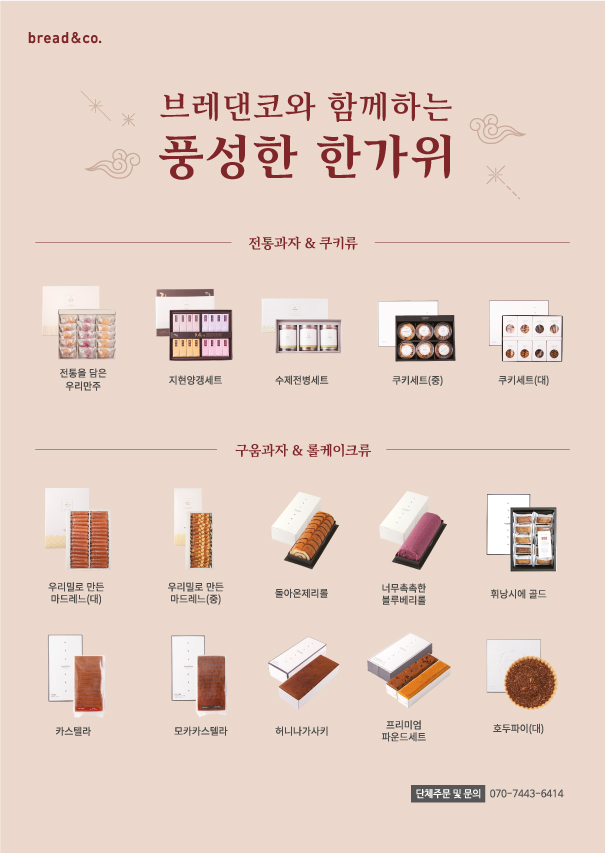 bread&co.
브레댄코와 함께하는
풍성한 한가위
전통과자 & 쿠키류
전통을 담은
우리만주
지현양갱세트
수제전병세트
쿠키세트(중)
쿠키세트(대)
구움과자 & 롤케이크류
우리밀로 만든
마드레느(대)
우리밀로 만든
마드레느(중)
돌아온제리롤
너무촉촉한
블루베리롤
휘낭시에 골드
카스텔라
모카카스텔라
허니나가사키
프리미엄
파운드세트
호두파이(대)
단체주문 및 문의 070-7443-6414